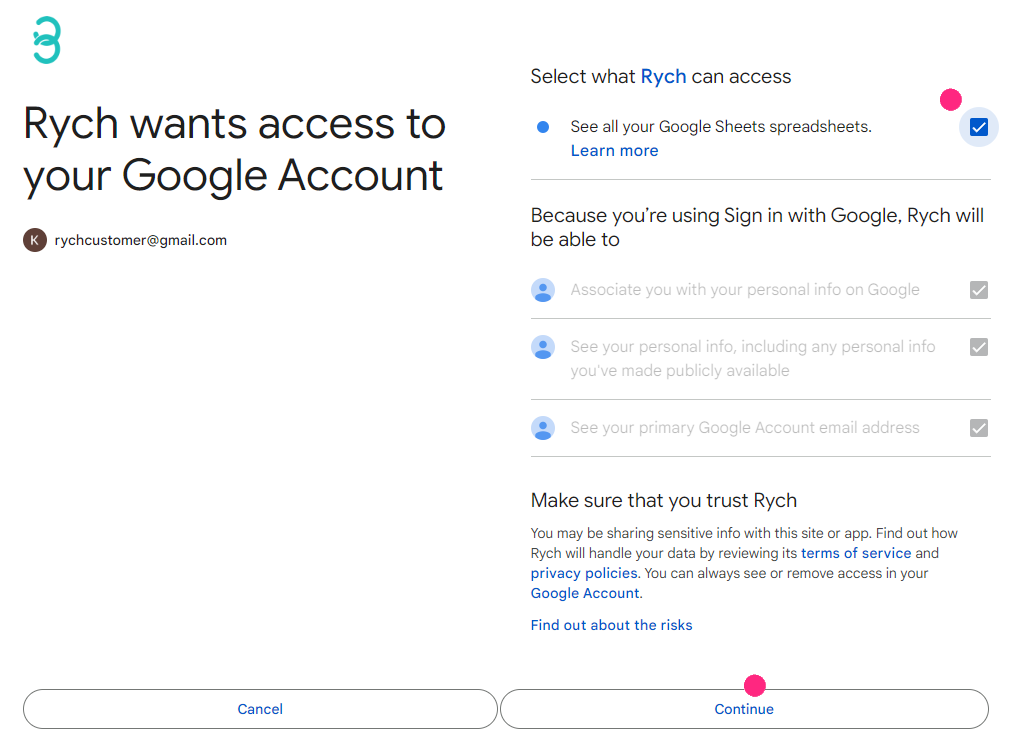 Rych wants access to
your Google Account
K rychcustomer@gmail.com
Select what Rych can access
See all your Google Sheets spreadsheets.
Learn more
Because you’re using Sign in with Google, Rych will
be able to
Associate you with your personal info on Google
See your personal info, including any personal info
you've made publicly available
See your primary Google Account email address
Make sure that you trust Rych
You may be sharing sensitive info with this site or app. Find out how
Rych will handle your data by reviewing its terms of service and
privacy policies. You can always see or remove access in your
Google Account.
Find out about the risks
Cancel
Continue